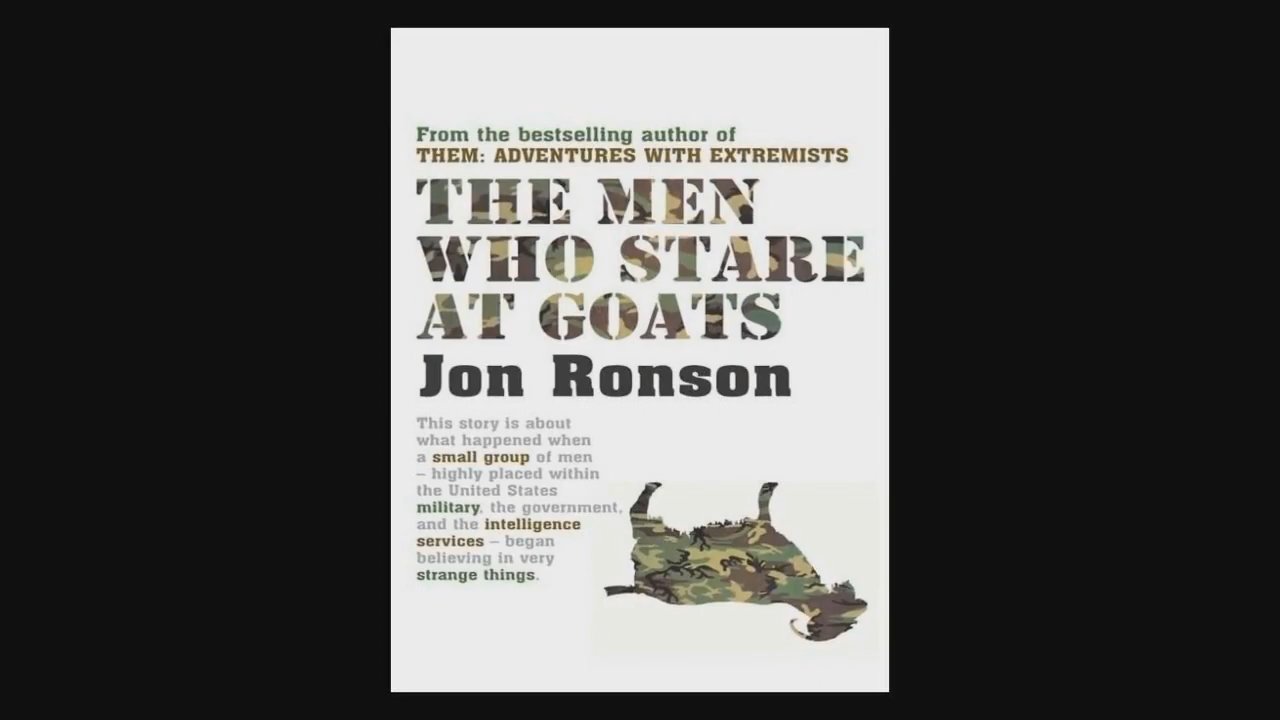 From the bestselling author of
THEM: ADVENTURES WITH EXTREMISTS
THE MEN
WHO STARE
AT GOATS
Jon Ronson
This story is about
what happened when
a small group of men
– highly placed within
the United States
military, the government,
and the intelligence
services – began
believing in very
strange things.